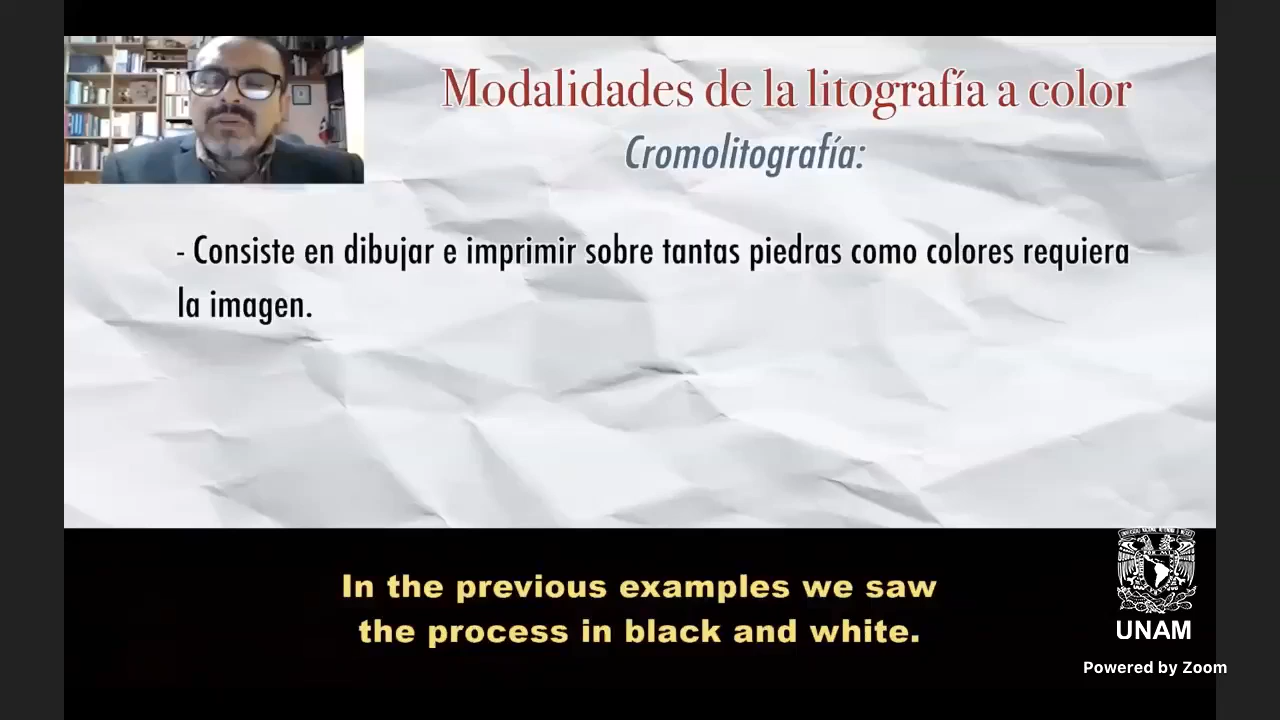 Modalidades de la litografía a color
Cromolitografía:
- Consiste en dibujar e imprimir sobre tantas piedras como colores requiera
la imagen.
In the previous examples we saw
the process in black and white.
UNAM
Powered by Zoom